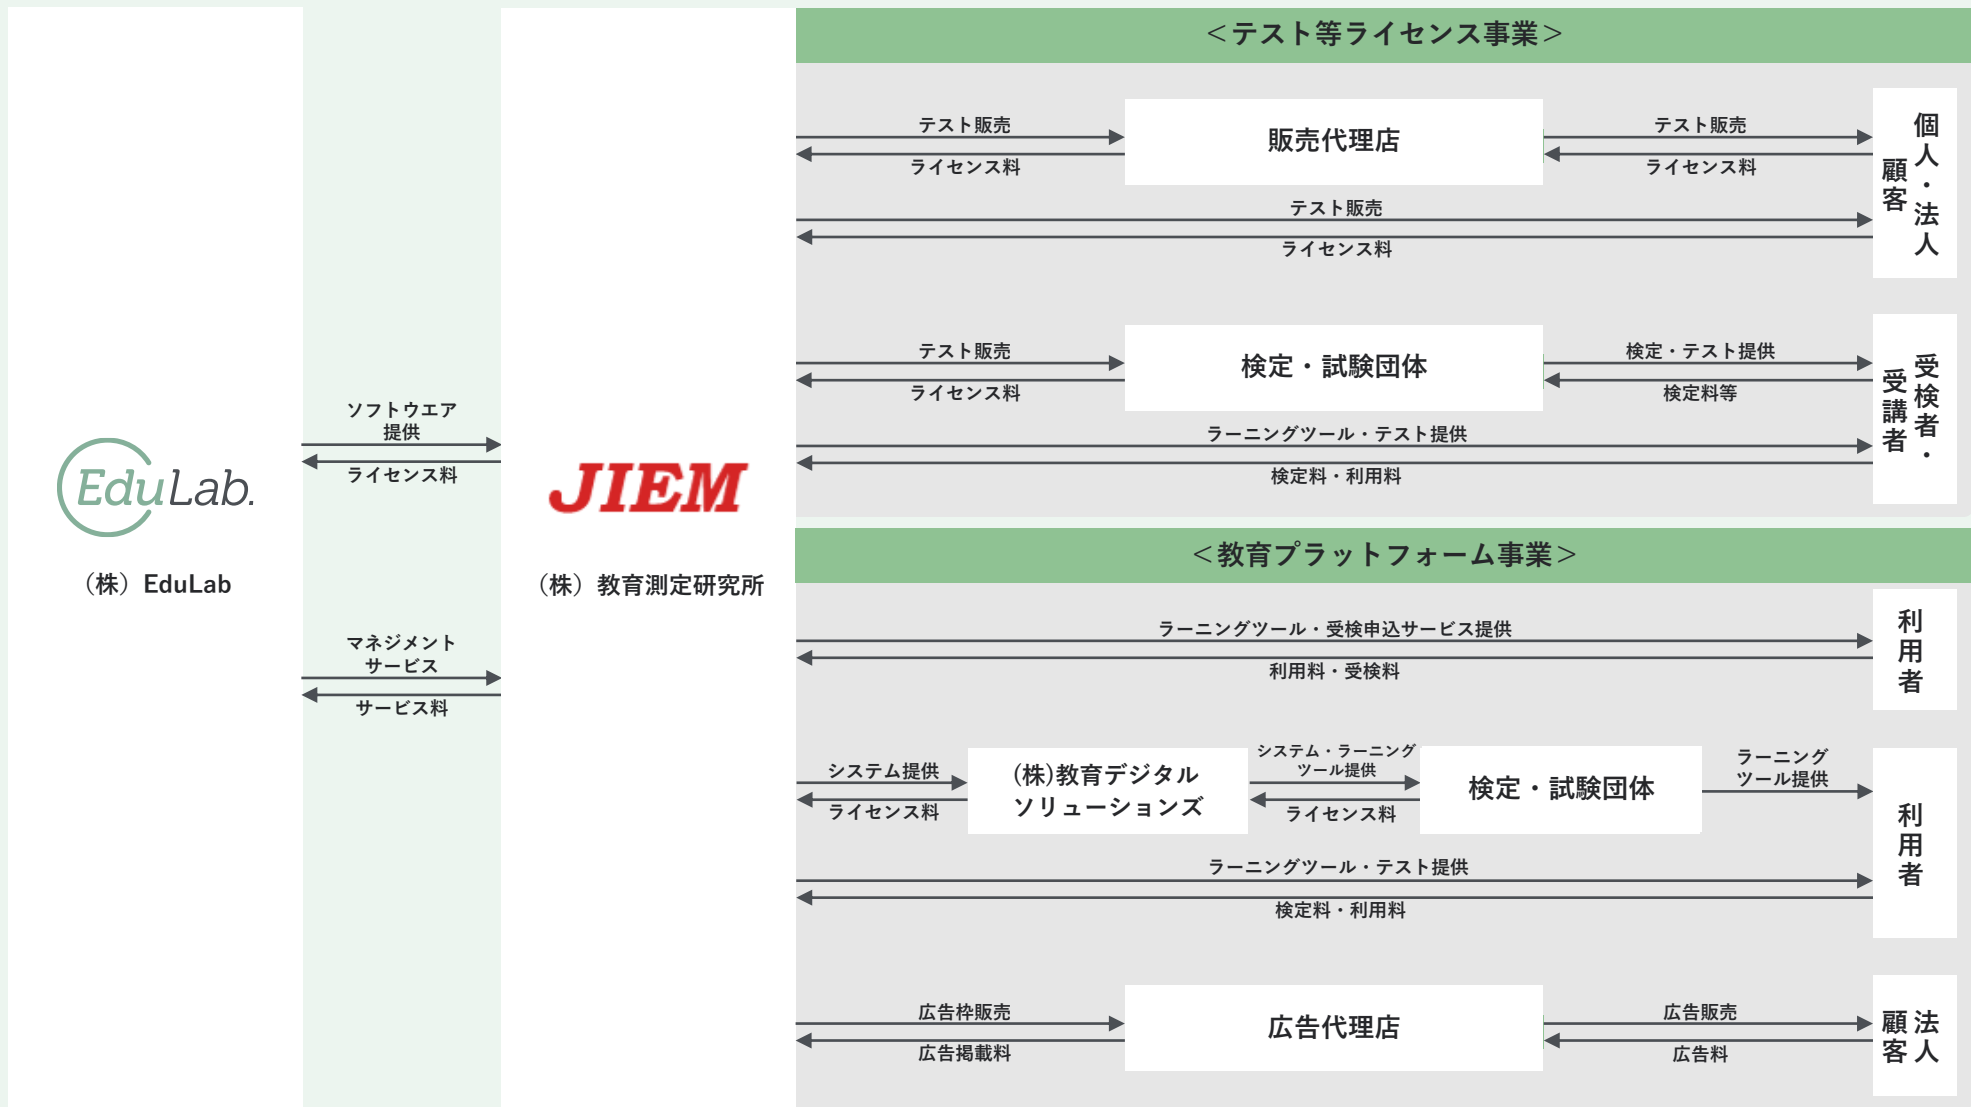 EduLab.
（株）EduLab
ソフトウエア
提供
ライセンス料
マネジメント
サービス
サービス料
JIEM
（株）教育測定研究所
＜テスト等ライセンス事業＞
テスト販売
ライセンス料
販売代理店
テスト販売
ライセンス料
テスト販売
ライセンス料
個人・法人
顧客
テスト販売
ライセンス料
検定・試験団体
検定・テスト提供
検定料等
ラーニングツール・テスト提供
検定料・利用料
受検者・
受講者
＜教育プラットフォーム事業＞
ラーニングツール・受検申込サービス提供
利用料・受検料
利用者
システム提供
ライセンス料
(株)教育デジタル
ソリューションズ
システム・ラーニング
ツール提供
ライセンス料
検定・試験団体
ラーニング
ツール提供
ラーニングツール・テスト提供
検定料・利用料
利用者
広告枠販売
広告掲載料
広告代理店
広告販売
広告料
法人
顧客